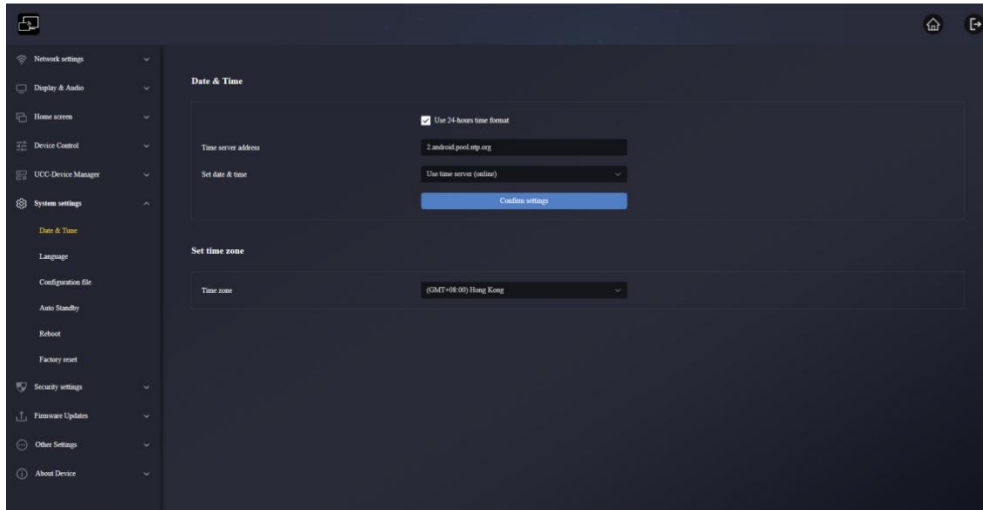 Network settings
Display & Audio
Home screen
Device Control
UCC-Device Manager
System settings
Date & Time
Language
Configuration file
Auto Standby
Reboot
Factory reset
Security settings
Firmware Updates
Other Settings
About Device
Date & Time
Use 24-hours time format
Time server address
2.android.pool.ntp.org
Set date & time
Use time server (online)
Confirm settings
Set time zone
Time zone
(GMT+08:00) Hong Kong